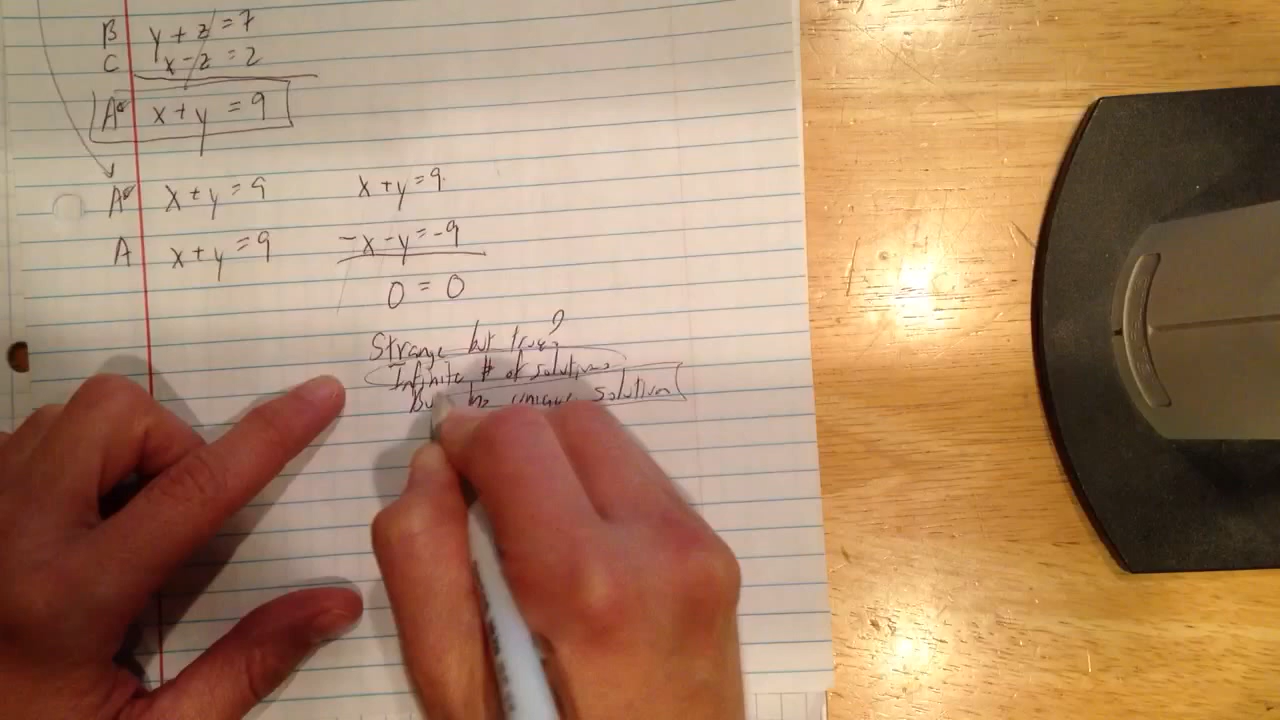 B y + z = 7
C x - z = 2
A* x + y = 9
A* x + y = 9 x + y = 9
A x + y = 9 -x - y = -9
0 = 0
Strange but true?
Infinite # of solutions
But no unique solution